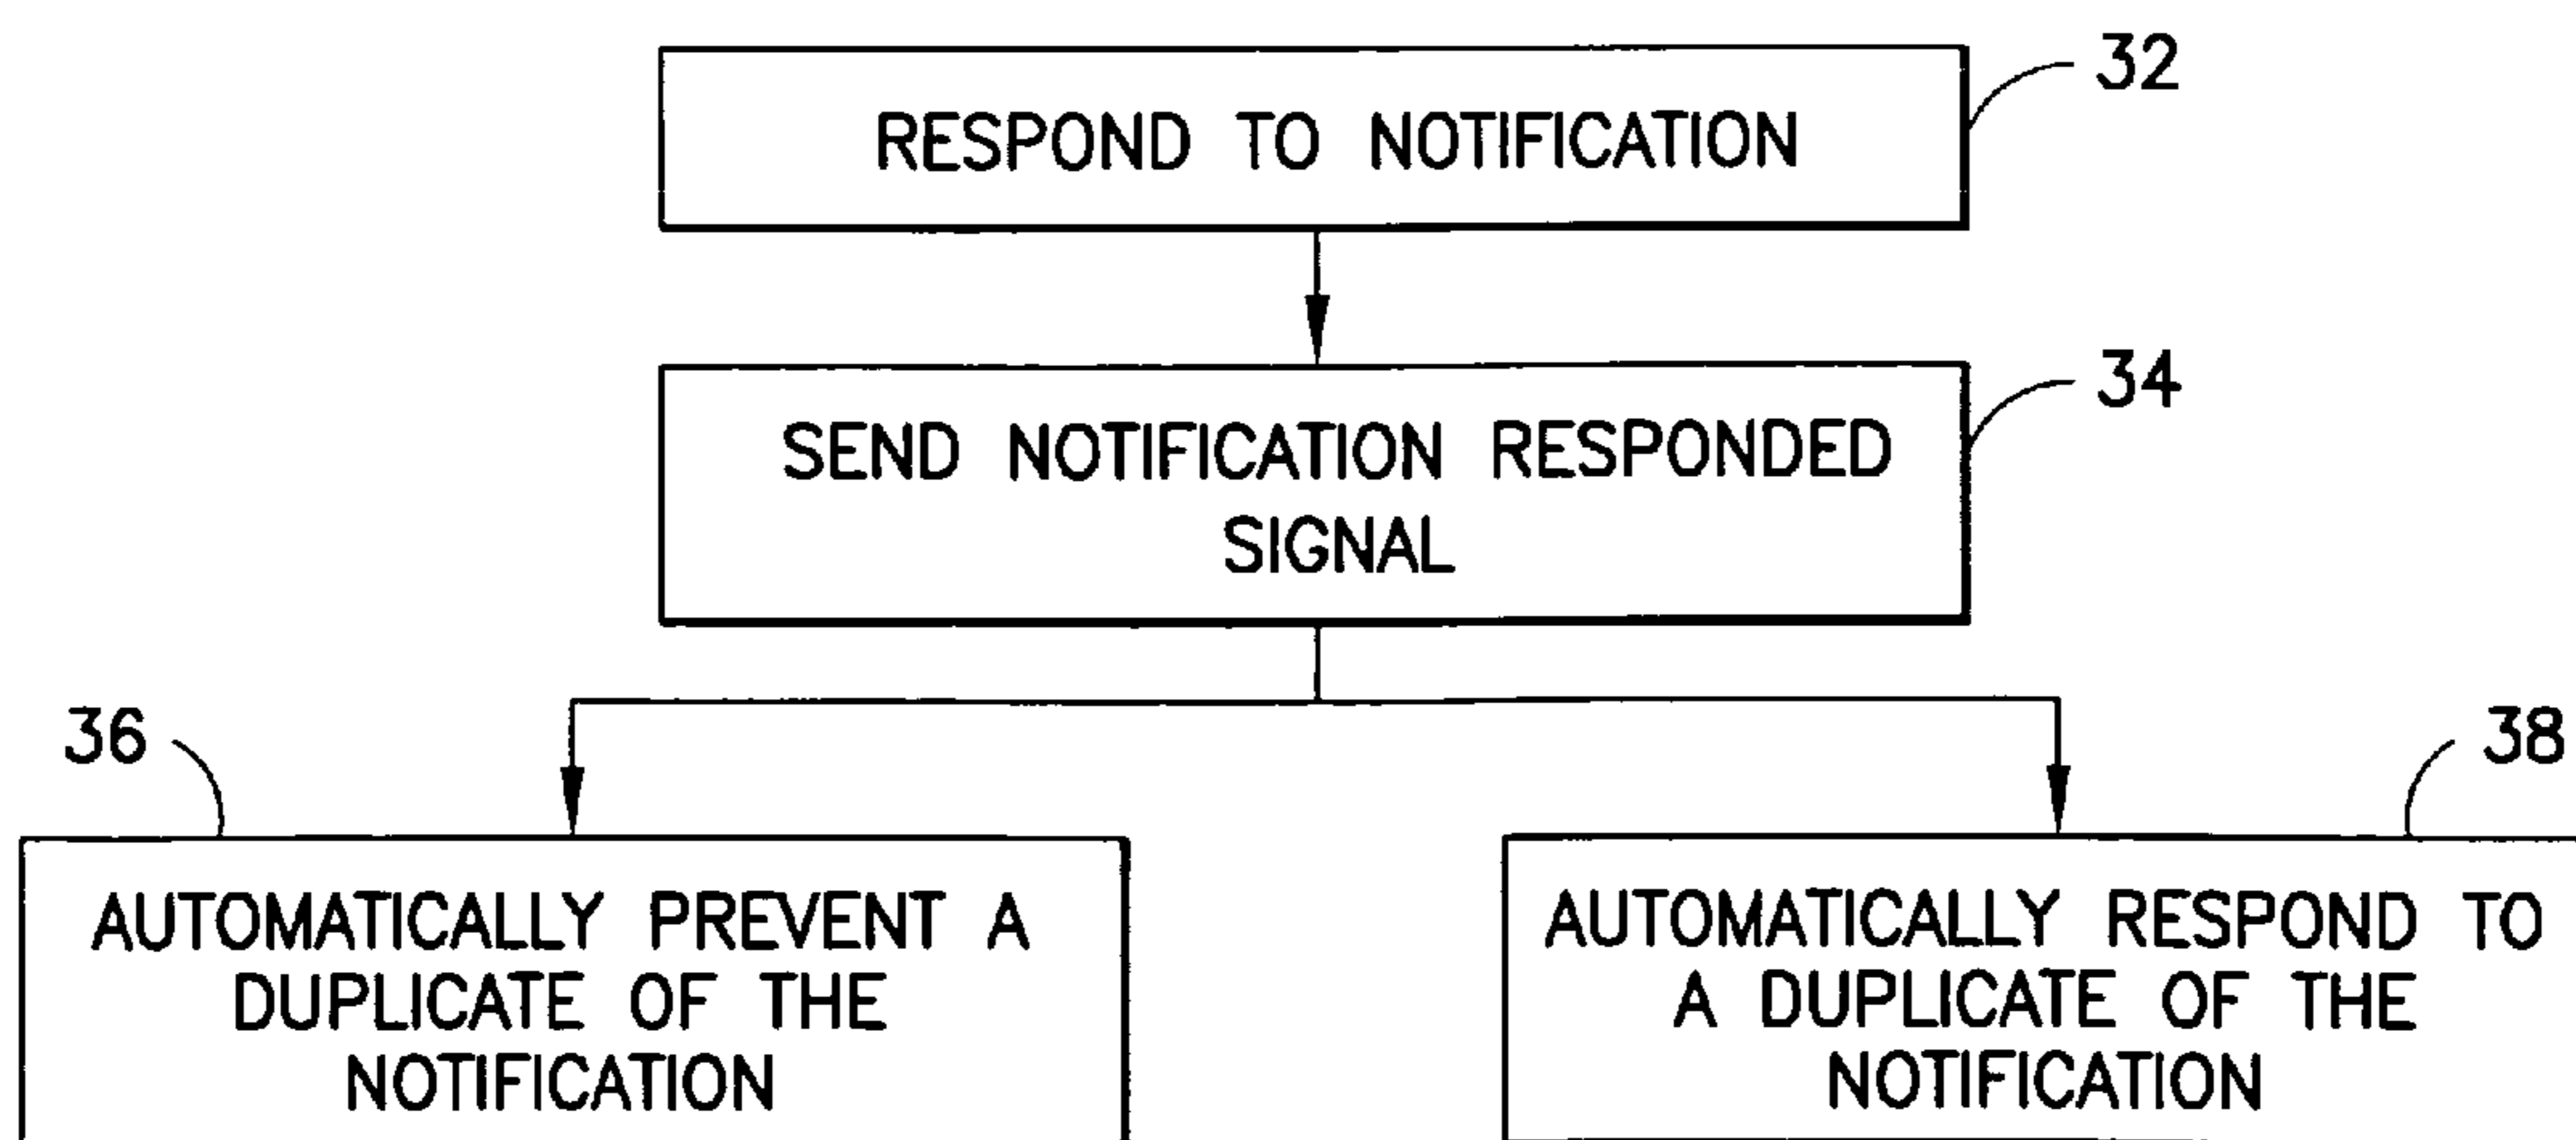 32
RESPOND TO NOTIFICATION
34
SEND NOTIFICATION RESPONDED
SIGNAL
36
38
AUTOMATICALLY PREVENT A
DUPLICATE OF THE
NOTIFICATION
AUTOMATICALLY RESPOND TO
A DUPLICATE OF THE
NOTIFICATION